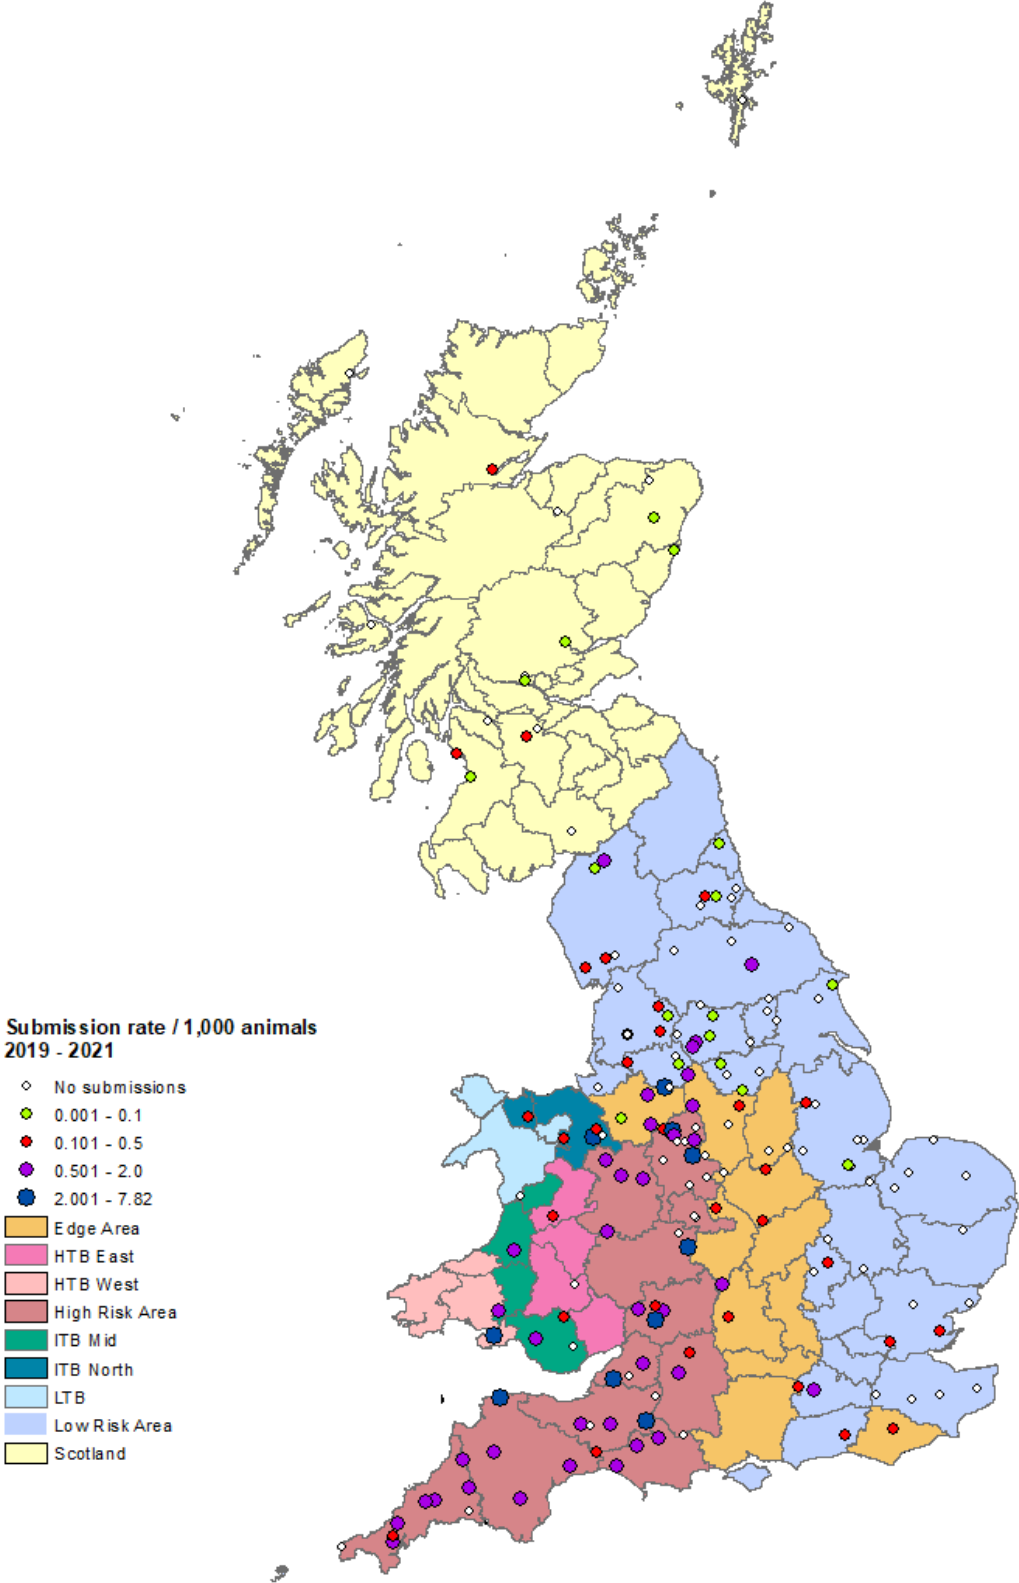 Submission rate / 1,000 animals
2019 - 2021
No submissions
0.001 - 0.1
0.101 - 0.5
0.501 - 2.0
2.001 - 7.82
Edge Area
HTB East
HTB West
High Risk Area
ITB Mid
ITB North
LTB
Low Risk Area
Scotland